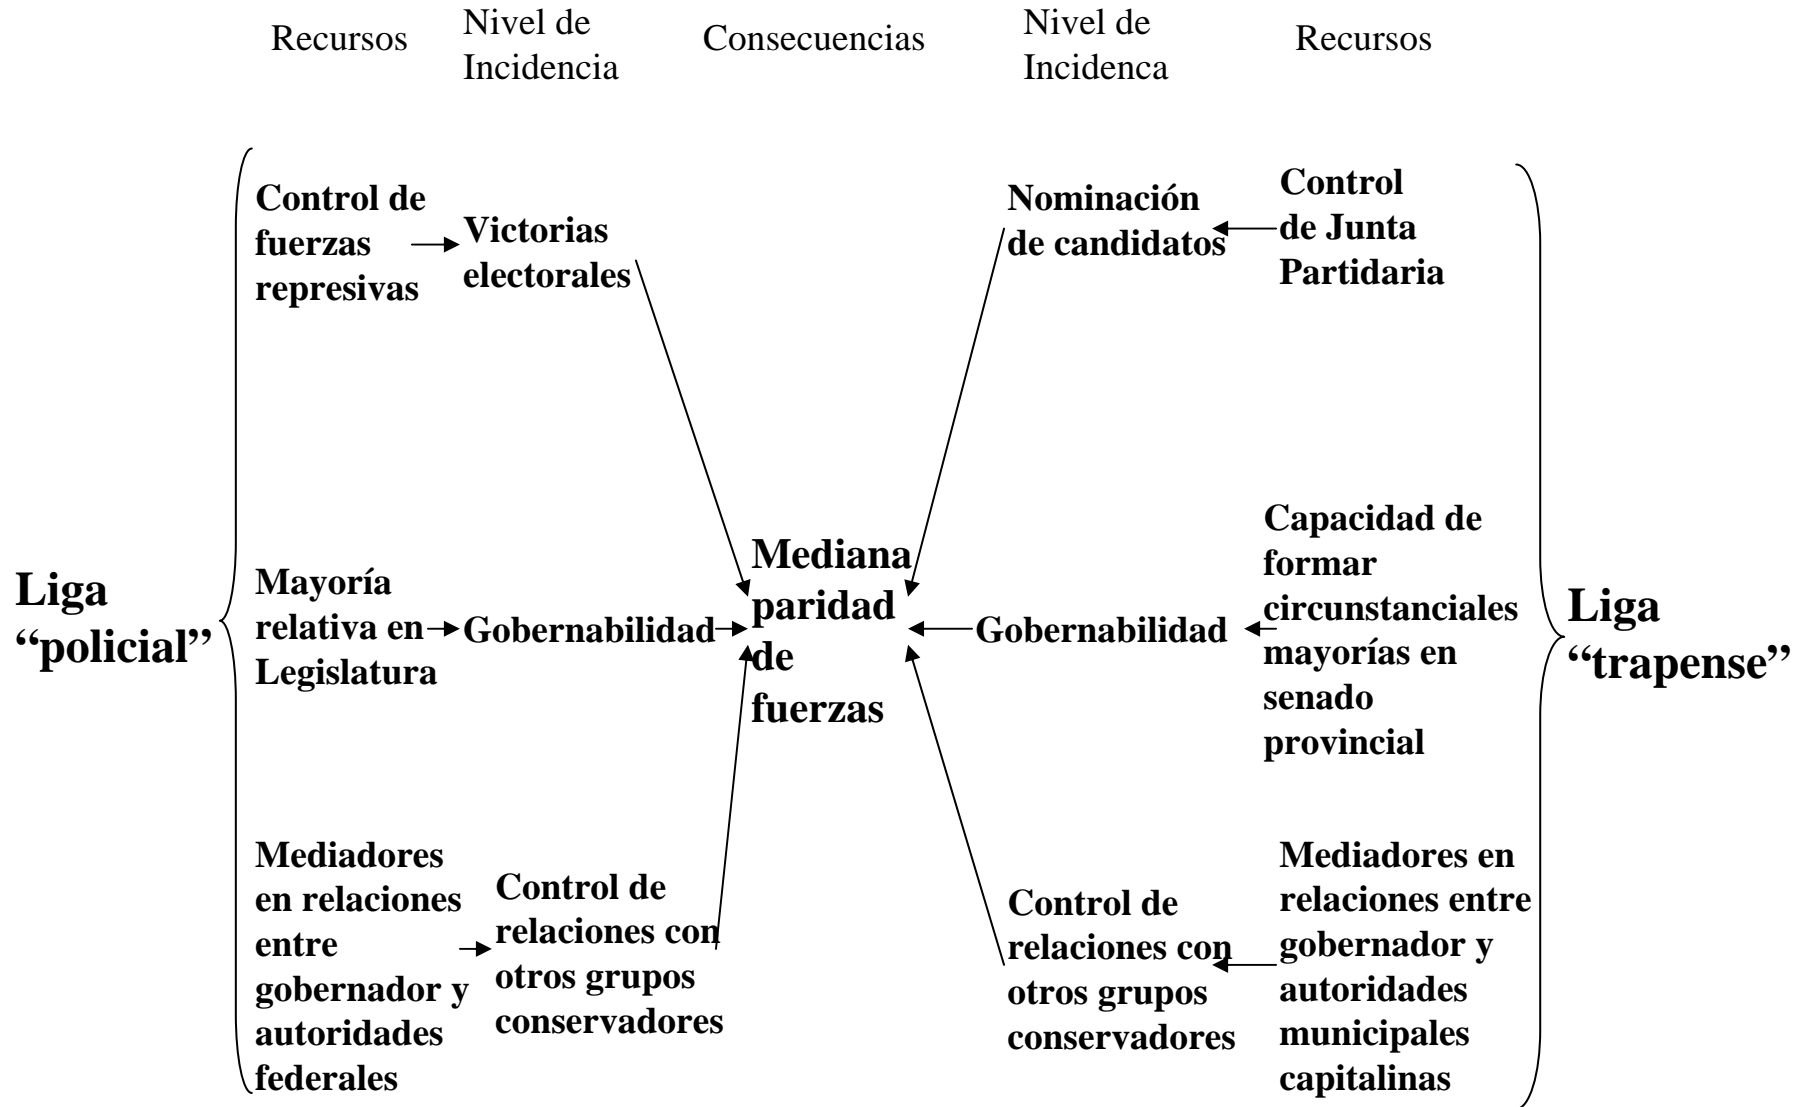 Recursos
Nivel de
Incidencia
Consecuencias
Nivel de
Incidenca
Recursos
Liga
“policial”
Control de
fuerzas
represivas
Victorias
electorales
Mayoría
relativa en
Legislatura
Gobernabilidad
Mediadores
en relaciones
entre
gobernador y
autoridades
federales
Control de
relaciones con
otros grupos
conservadores
Mediana
paridad
de
fuerzas
Nominación
de candidatos
Control
de Junta
Partidaria
Gobernabilidad
Capacidad de
formar
circunstanciales
mayorías en
senado
provincial
Control de
relaciones con
otros grupos
conservadores
Mediadores en
relaciones entre
gobernador y
autoridades
municipales
capitalinas
Liga
“trapense”